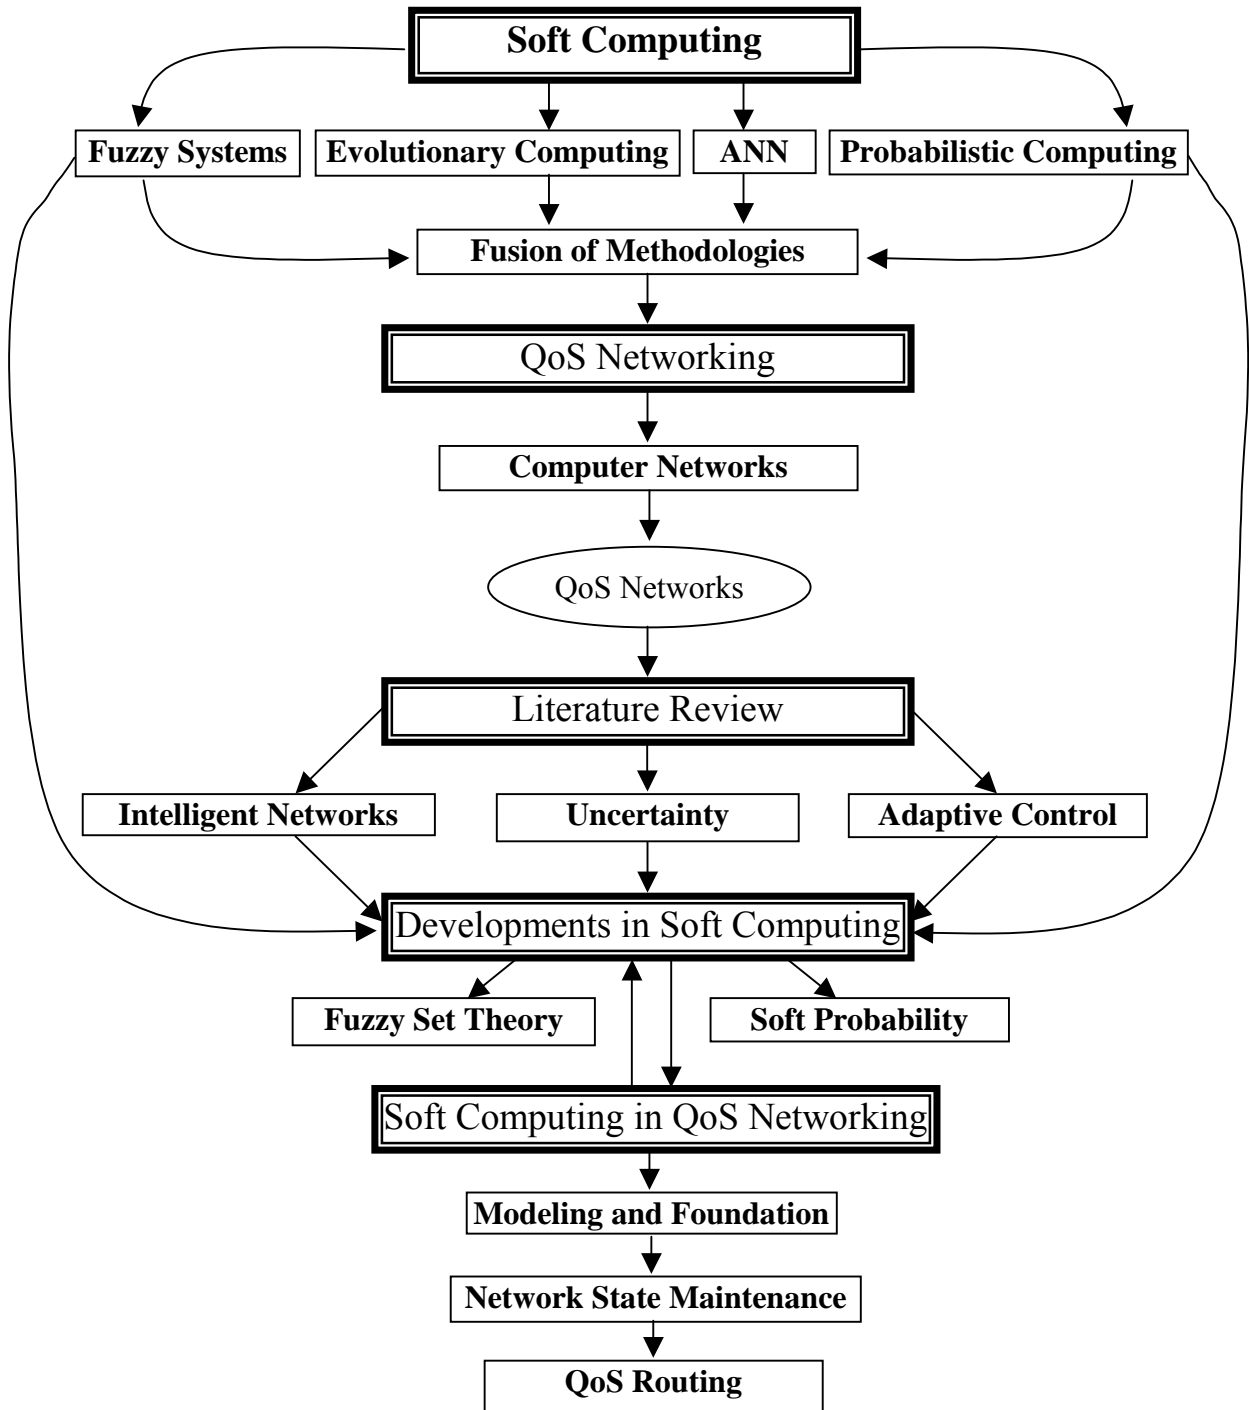 Soft Computing
Fuzzy Systems
Evolutionary Computing
ANN
Probabilistic Computing
Fusion of Methodologies
QoS Networking
Computer Networks
QoS Networks
Literature Review
Intelligent Networks
Uncertainty
Adaptive Control
Developments in Soft Computing
Fuzzy Set Theory
Soft Probability
Soft Computing in QoS Networking
Modeling and Foundation
Network State Maintenance
QoS Routing